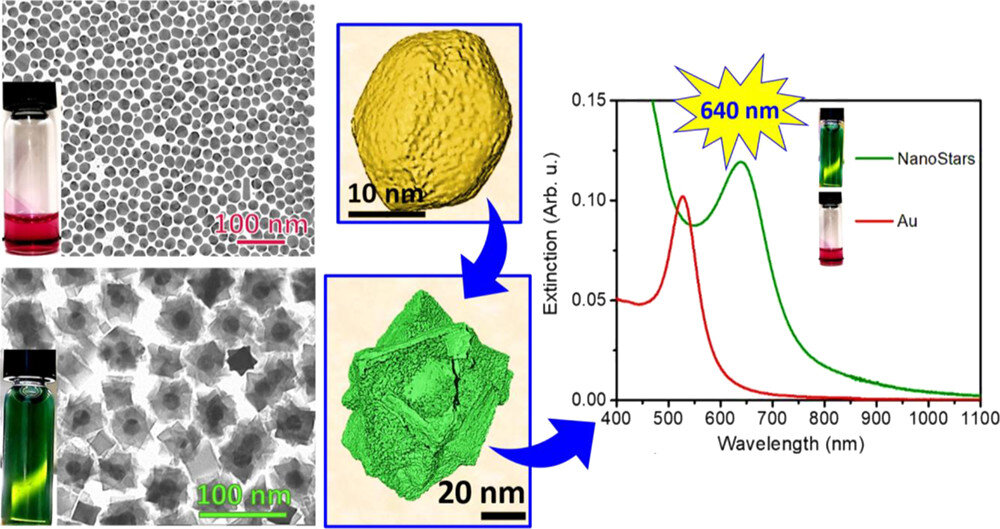 100 nm
10 nm
100 nm
20 nm
640 nm
Extinction (Arb. u.)
0.15
0.10
0.05
0.00
NanoStars
Au
400 500 600 700 800 900 1000 1100
Wavelength (nm)